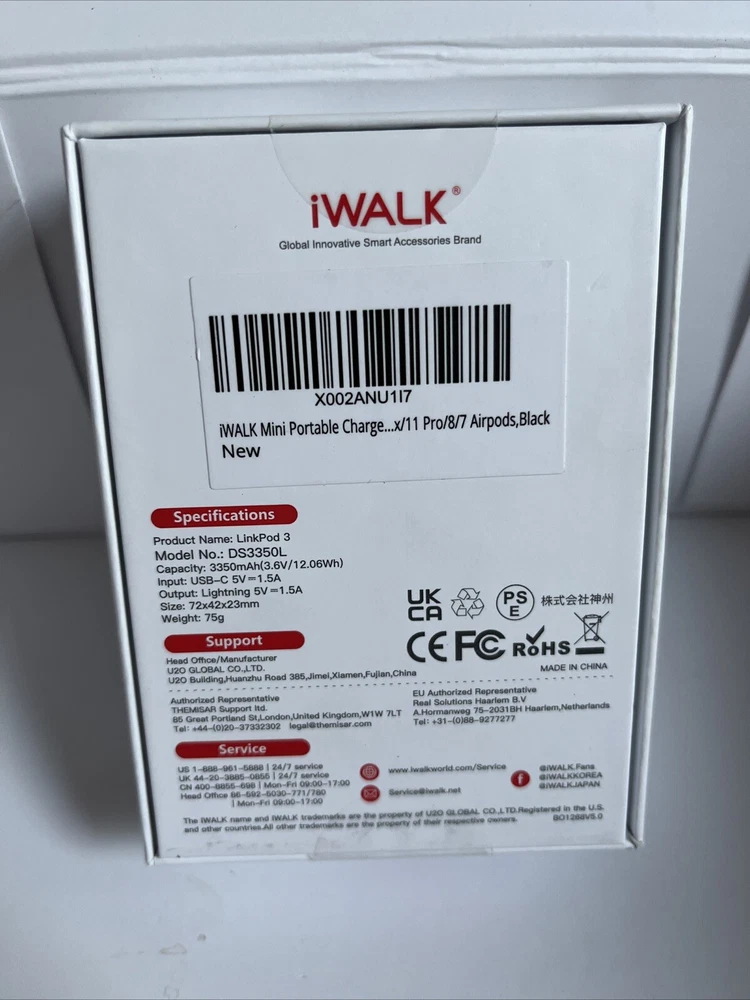 iWALK®
Global Innovative Smart Accessories Brand
X002ANU1I7
iWALK Mini Portable Charge...x/11 Pro/8/7 Airpods,Black
New
Specifications
Product Name: LinkPod 3
Model No.: DS3350L
Capacity: 3350mAh(3.6V/12.06Wh)
Input: USB-C 5V⎓1.5A
Output: Lightning 5V⎓1.5A
Size: 72x42x23mm
Weight: 75g
UK
CA
PS
E
株式会社神州
CE FC RoHS
MADE IN CHINA
Support
Head Office/Manufacturer
U2O GLOBAL CO.,LTD.
U2O Building,Huanzhu Road 385,Jimei,Xiamen,Fujian,China
Authorized Representative
THEMISAR Support ltd.
85 Great Portland St,London,United Kingdom,W1W 7LT
Tel: +44-(0)20-37332302 legal@themisar.com
EU Authorized Representative
Real Solutions Haarlem B.V
A.Hormanweg 75-2031BH Haarlem,Netherlands
Tel: +31-(0)88-9277277
Service
US 1-888-961-5668 | 24/7 service
UK 44-20-3885-0855 | 24/7 service
CN 400-8855-698 | Mon-Fri 09:00-17:00
Head Office 86-592-5030-771/780
| Mon-Fri 09:00-17:00
www.iwalkworld.com/Service
Service@iwalk.net
@iWALK.Fans
@iWALKKOREA
@iWALKJAPAN
The iWALK name and iWALK trademarks are the property of U2O GLOBAL CO.,LTD.Registered in the U.S.
and other countries.All other trademarks are the property of their respective owners.
BO1288V5.0